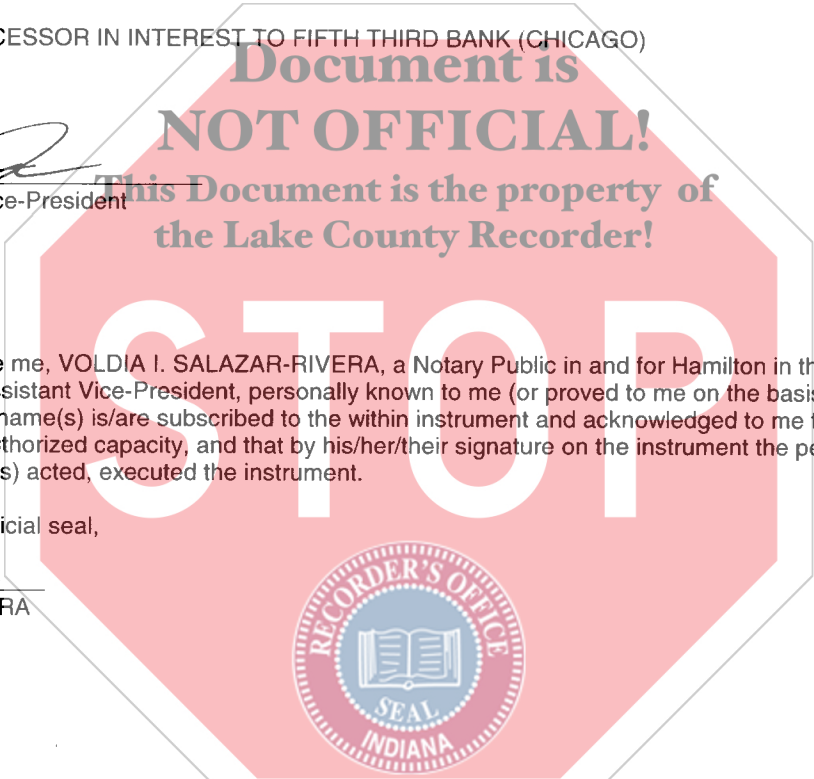 CESSOR IN INTEREST TO FIFTH THIRD BANK (CHICAGO)
Document is
NOT OFFICIAL!
This Document is the property of
ce-President
the Lake County Recorder!
STOP
e me, VOLDIA I. SALAZAR-RIVERA, a Notary Public in and for Hamilton in th
sistant Vice-President, personally known to me (or proved to me on the basis
name(s) is/are subscribed to the within instrument and acknowledged to me t
thorized capacity, and that by his/her/their signature on the instrument the pe
s) acted, executed the instrument.
icial seal,
RA
RECORDER'S OFFICE
SEAL
INDIANA